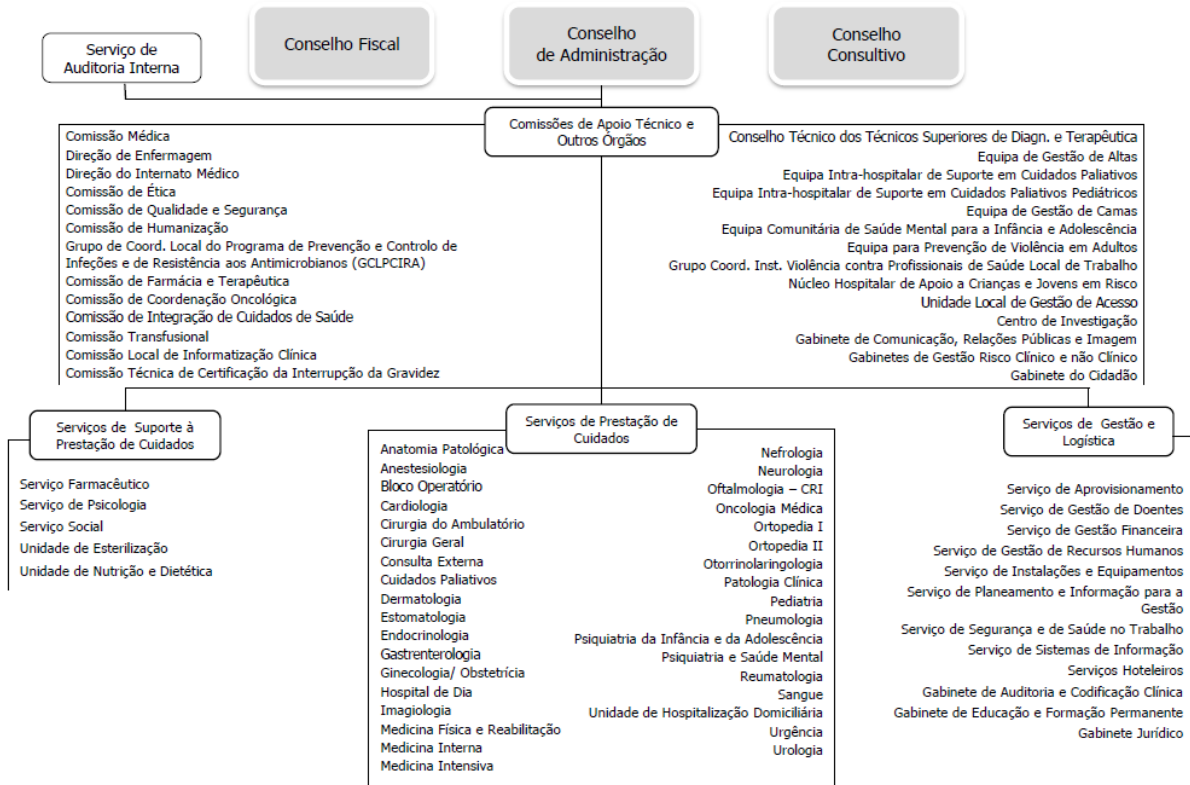 Serviço de
Auditoria Interna
Conselho Fiscal
Conselho
de Administração
Conselho
Consultivo
Comissões de Apoio Técnico e
Outros Órgãos
Comissão Médica
Direção de Enfermagem
Direção do Internato Médico
Comissão de Ética
Comissão de Qualidade e Segurança
Comissão de Humanização
Grupo de Coord. Local do Programa de Prevenção e Controlo de
Infeções e de Resistência aos Antimicrobianos (GCLPCIRA)
Comissão de Farmácia e Terapêutica
Comissão de Coordenação Oncológica
Comissão de Integração de Cuidados de Saúde
Comissão Transfusional
Comissão Local de Informatização Clínica
Comissão Técnica de Certificação da Interrupção da Gravidez
Conselho Técnico dos Técnicos Superiores de Diagn. e Terapêutica
Equipa de Gestão de Altas
Equipa Intra-hospitalar de Suporte em Cuidados Paliativos
Equipa Intra-hospitalar de Suporte em Cuidados Paliativos Pediátricos
Equipa de Gestão de Camas
Equipa Comunitária de Saúde Mental para a Infância e Adolescência
Equipa para Prevenção de Violência em Adultos
Grupo Coord. Inst. Violência contra Profissionais de Saúde Local de Trabalho
Núcleo Hospitalar de Apoio a Crianças e Jovens em Risco
Unidade Local de Gestão de Acesso
Centro de Investigação
Gabinete de Comunicação, Relações Públicas e Imagem
Gabinetes de Gestão Risco Clínico e não Clínico
Gabinete do Cidadão
Serviços de Suporte à
Prestação de Cuidados
Serviço Farmacêutico
Serviço de Psicologia
Serviço Social
Unidade de Esterilização
Unidade de Nutrição e Dietética
Serviços de Prestação de
Cuidados
Anatomia Patológica
Anestesiologia
Bloco Operatório
Cardiologia
Cirurgia do Ambulatório
Cirurgia Geral
Consulta Externa
Cuidados Paliativos
Dermatologia
Estomatologia
Endocrinologia
Gastrenterologia
Ginecologia/ Obstetrícia
Hospital de Dia
Imagiologia
Medicina Física e Reabilitação
Medicina Interna
Medicina Intensiva
Nefrologia
Neurologia
Oftalmologia – CRI
Oncologia Médica
Ortopedia I
Ortopedia II
Otorrinolaringologia
Patologia Clínica
Pediatria
Pneumologia
Psiquiatria da Infância e da Adolescência
Psiquiatria e Saúde Mental
Reumatologia
Sangue
Unidade de Hospitalização Domiciliária
Urgência
Urologia
Serviços de Gestão e
Logística
Serviço de Aprovisionamento
Serviço de Gestão de Doentes
Serviço de Gestão Financeira
Serviço de Gestão de Recursos Humanos
Serviço de Instalações e Equipamentos
Serviço de Planeamento e Informação para a
Gestão
Serviço de Segurança e de Saúde no Trabalho
Serviço de Sistemas de Informação
Serviços Hoteleiros
Gabinete de Auditoria e Codificação Clínica
Gabinete de Educação e Formação Permanente
Gabinete Jurídico